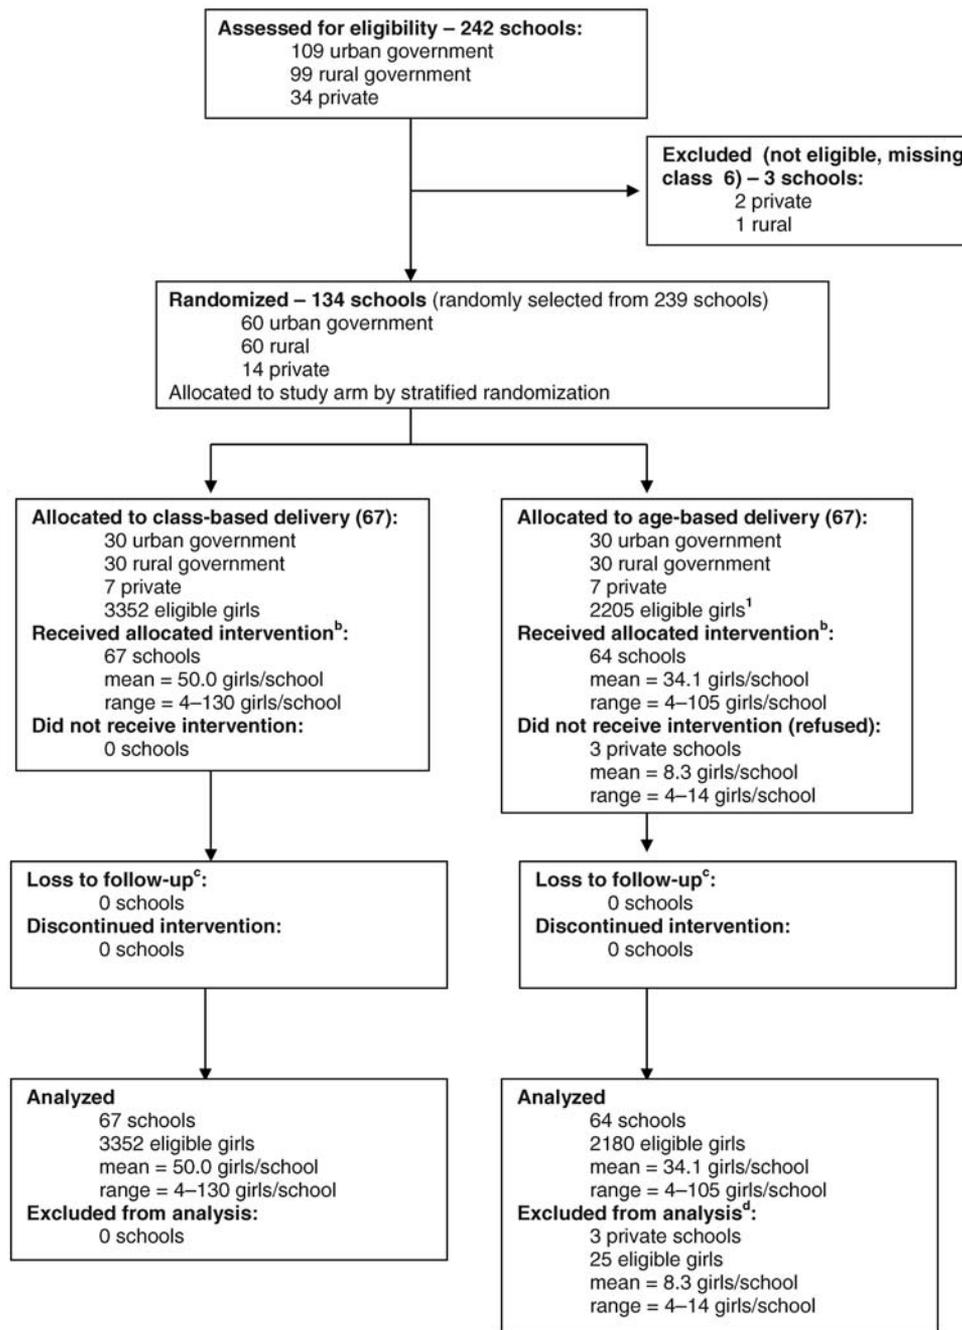 Assessed for eligibility – 242 schools:
109 urban government
99 rural government
34 private
Excluded (not eligible, missing
class 6) – 3 schools:
2 private
1 rural
Randomized – 134 schools (randomly selected from 239 schools)
60 urban government
60 rural
14 private
Allocated to study arm by stratified randomization
Allocated to class-based delivery (67):
30 urban government
30 rural government
7 private
3352 eligible girls
Received allocated intervention^b:
67 schools
mean = 50.0 girls/school
range = 4–130 girls/school
Did not receive intervention:
0 schools
Allocated to age-based delivery (67):
30 urban government
30 rural government
7 private
2205 eligible girls^1
Received allocated intervention^b:
64 schools
mean = 34.1 girls/school
range = 4–105 girls/school
Did not receive intervention (refused):
3 private schools
mean = 8.3 girls/school
range = 4–14 girls/school
Loss to follow-up^c:
0 schools
Discontinued intervention:
0 schools
Loss to follow-up^c:
0 schools
Discontinued intervention:
0 schools
Analyzed
67 schools
3352 eligible girls
mean = 50.0 girls/school
range = 4–130 girls/school
Excluded from analysis:
0 schools
Analyzed
64 schools
2180 eligible girls
mean = 34.1 girls/school
range = 4–105 girls/school
Excluded from analysis^d:
3 private schools
25 eligible girls
mean = 8.3 girls/school
range = 4–14 girls/school